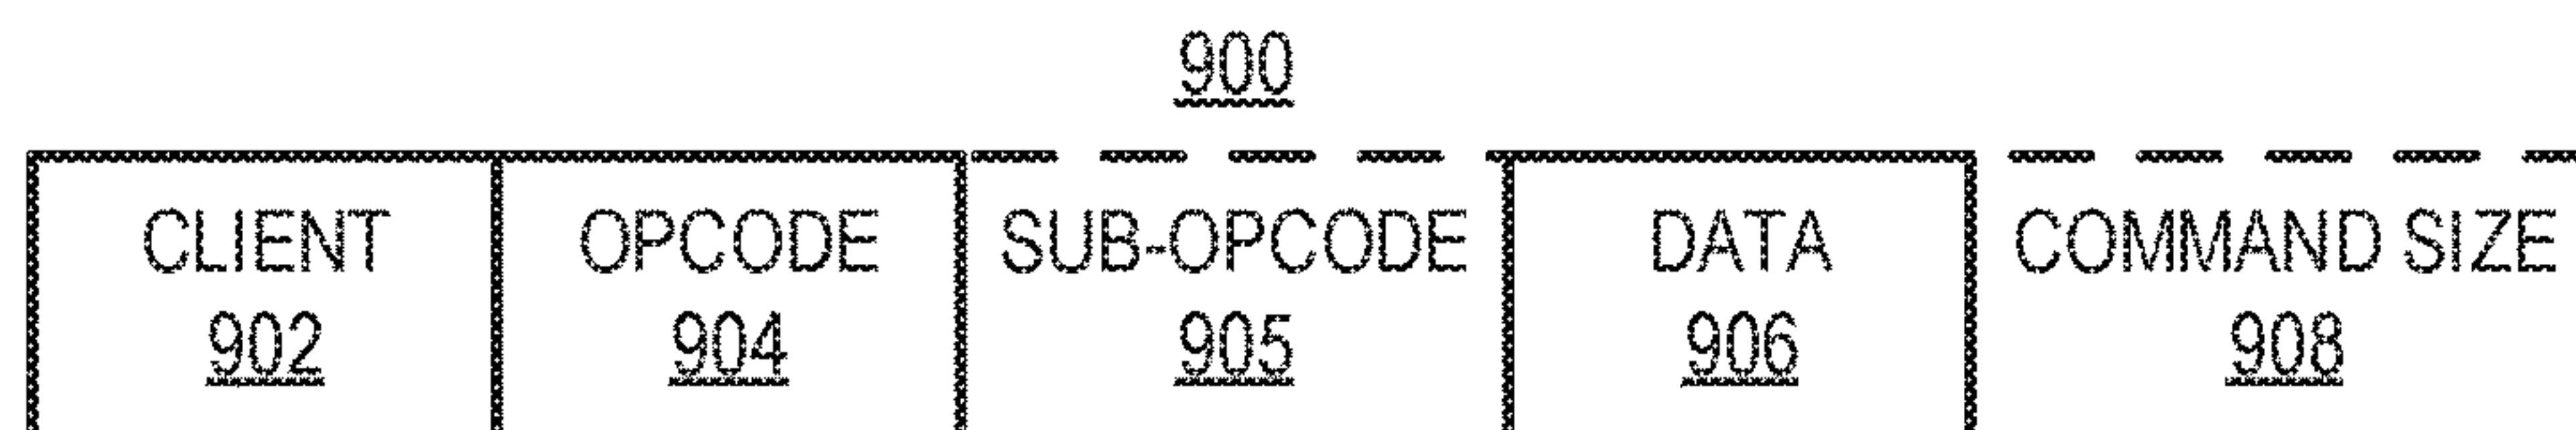 900
CLIENT OPCODE SUB-OPCODE DATA COMMAND SIZE
902 904 905 906 908